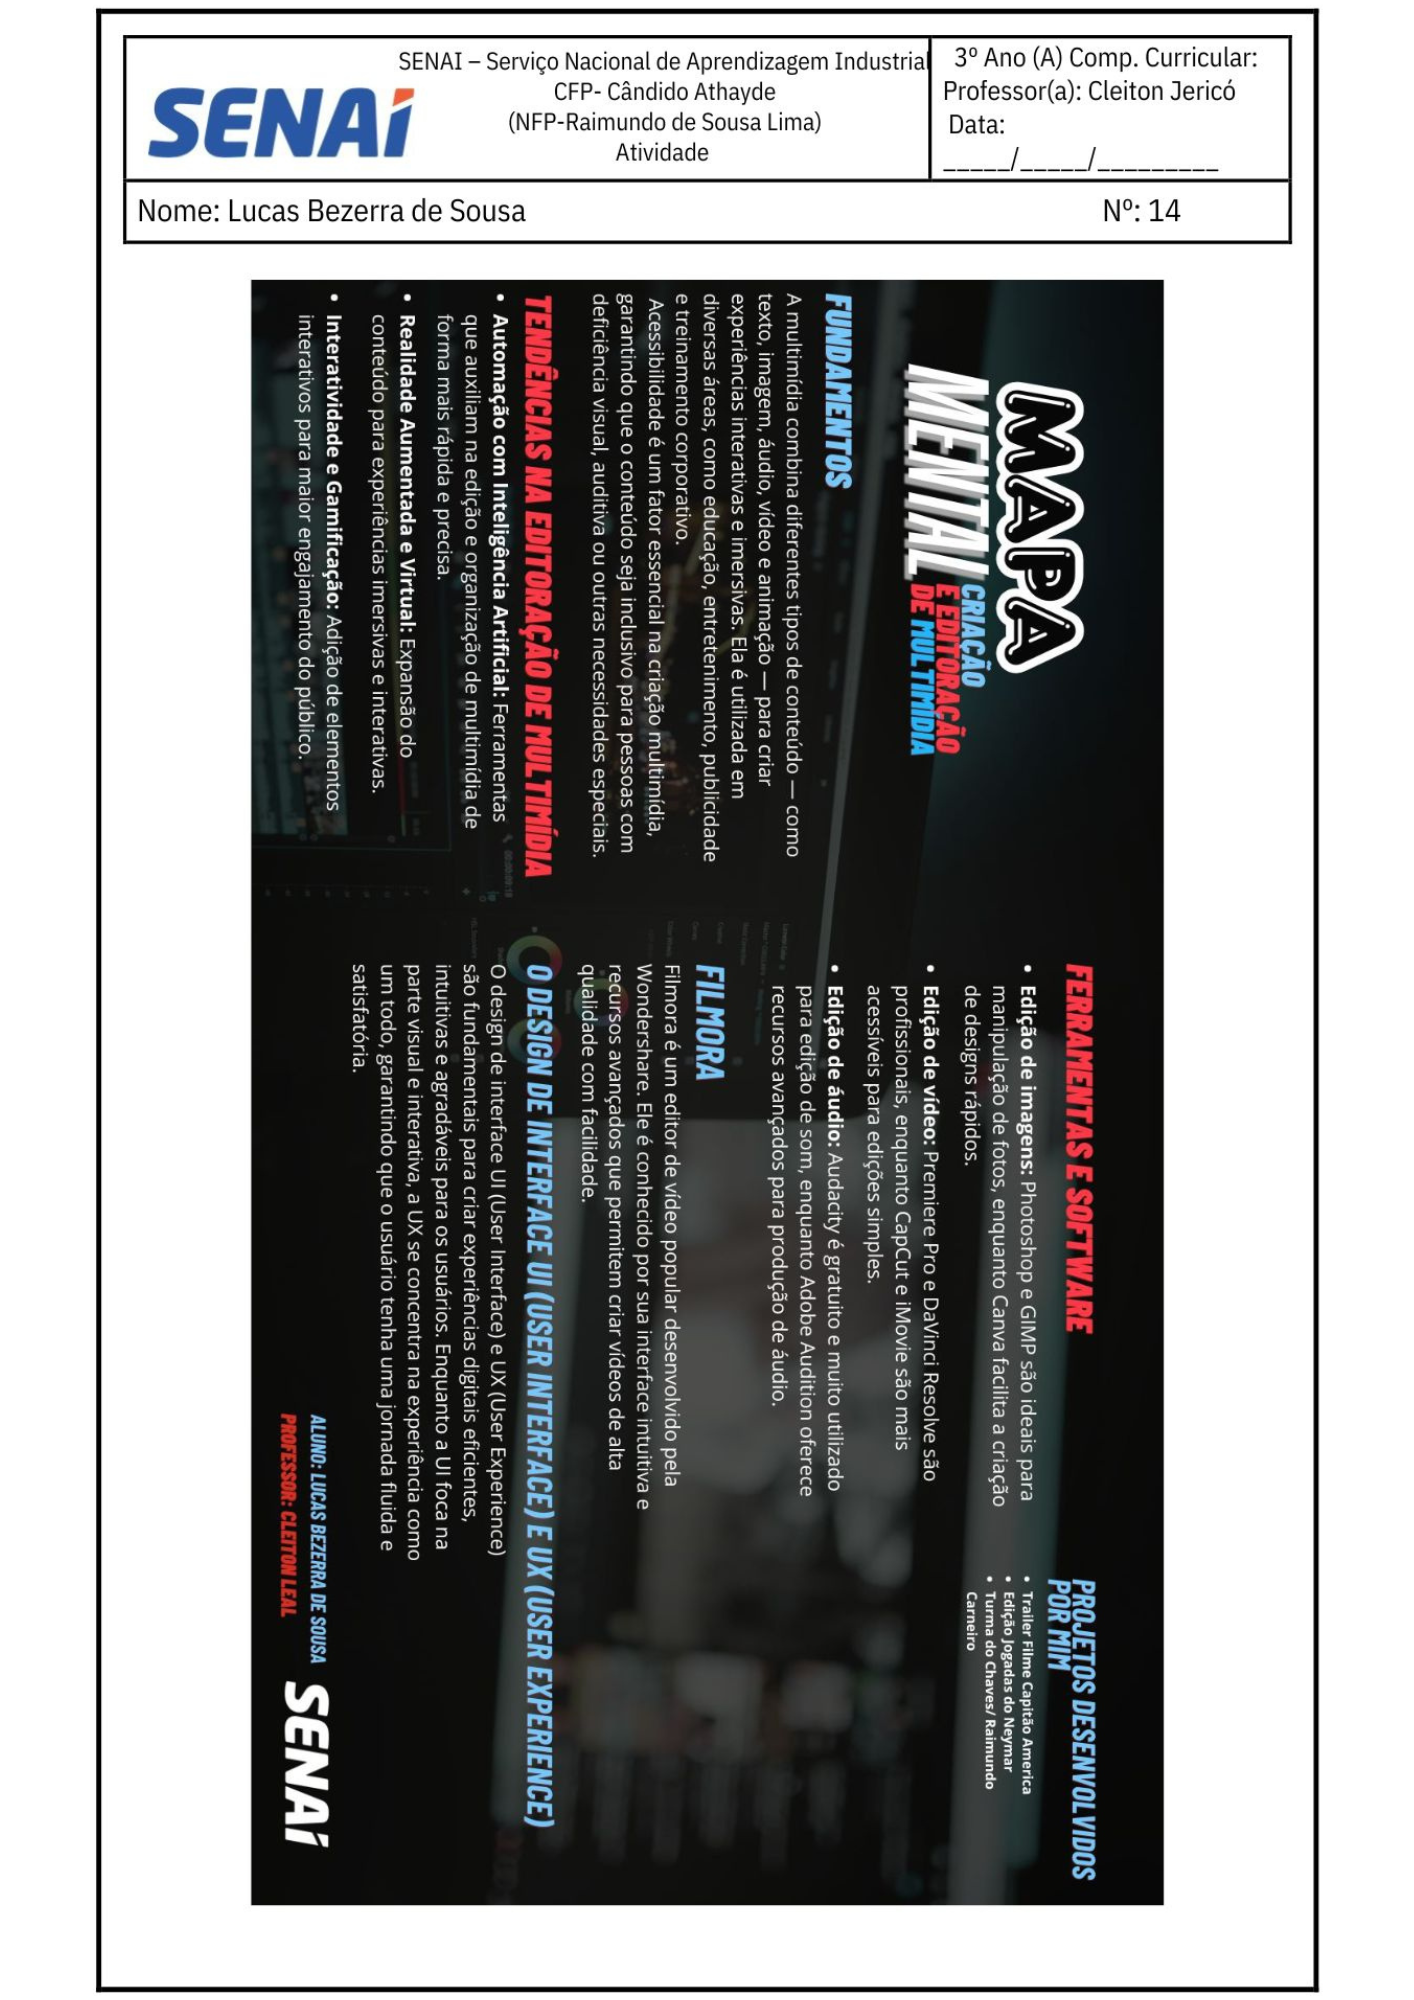 SENAI
SENAI – Serviço Nacional de Aprendizagem Industrial
CFP- Cândido Athayde
(NFP-Raimundo de Sousa Lima)
Atividade
3º Ano (A) Comp. Curricular:
Professor(a): Cleiton Jericó
Data:
_____/_____/_________
Nome: Lucas Bezerra de Sousa
Nº: 14
MAPA
MENTAL
CRIAÇÃO
E EDITORAÇÃO
DE MULTIMÍDIA
FUNDAMENTOS
A multimídia combina diferentes tipos de conteúdo — como
texto, imagem, áudio, vídeo e animação — para criar
experiências interativas e imersivas. Ela é utilizada em
diversas áreas, como educação, entretenimento, publicidade
e treinamento corporativo.
Acessibilidade é um fator essencial na criação multimídia,
garantindo que o conteúdo seja inclusivo para pessoas com
deficiência visual, auditiva ou outras necessidades especiais.
TENDÊNCIAS NA EDITORAÇÃO DE MULTIMÍDIA
• Automação com Inteligência Artificial: Ferramentas
que auxiliam na edição e organização de multimídia de
forma mais rápida e precisa.
• Realidade Aumentada e Virtual: Expansão do
conteúdo para experiências imersivas e interativas.
• Interatividade e Gamificação: Adição de elementos
interativos para maior engajamento do público.
FERRAMENTAS E SOFTWARE
• Edição de imagens: Photoshop e GIMP são ideais para
manipulação de fotos, enquanto Canva facilita a criação
de designs rápidos.
• Edição de vídeo: Premiere Pro e DaVinci Resolve são
profissionais, enquanto CapCut e iMovie são mais
acessíveis para edições simples.
• Edição de áudio: Audacity é gratuito e muito utilizado
para edição de som, enquanto Adobe Audition oferece
recursos avançados para produção de áudio.
FILMORA
Filmora é um editor de vídeo popular desenvolvido pela
Wondershare. Ele é conhecido por sua interface intuitiva e
recursos avançados que permitem criar vídeos de alta
qualidade com facilidade.
O DESIGN DE INTERFACE UI (USER INTERFACE) E UX (USER EXPERIENCE)
O design de interface UI (User Interface) e UX (User Experience)
são fundamentais para criar experiências digitais eficientes,
intuitivas e agradáveis para os usuários. Enquanto a UI foca na
parte visual e interativa, a UX se concentra na experiência como
um todo, garantindo que o usuário tenha uma jornada fluida e
satisfatória.
PROJETOS DESENVOLVIDOS
POR MIM
• Trailer Filme Capitão America
• Edição Jogadas do Neymar
• Turma do Chaves/ Raimundo
Carneiro
ALUNO: LUCAS BEZERRA DE SOUSA
PROFESSOR: CLEITON LEAL
SENAI